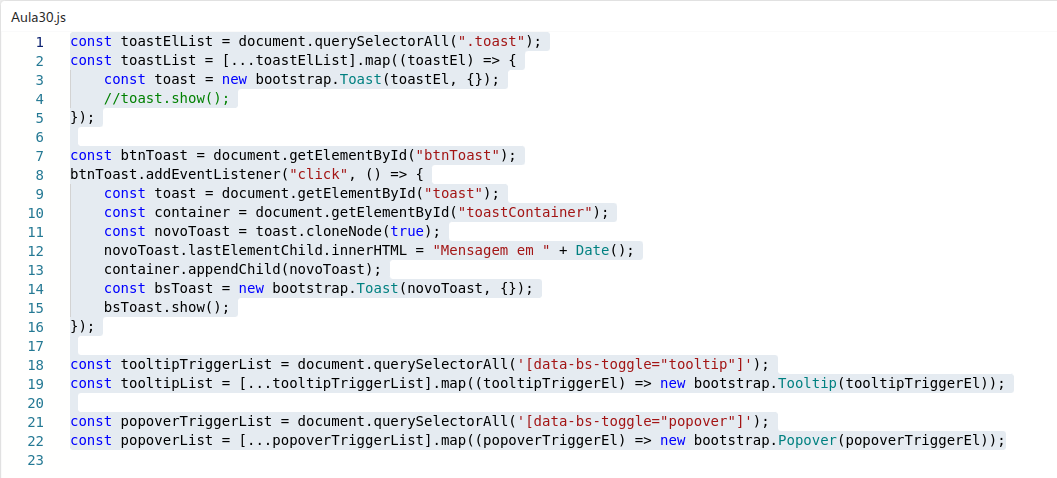 Aula30.js
1 const toastElList = document.querySelectorAll(".toast");
2 const toastList = [...toastElList].map((toastEl) => {
3     const toast = new bootstrap.Toast(toastEl, {});
4     //toast.show();
5 });
6
7 const btnToast = document.getElementById("btnToast");
8 btnToast.addEventListener("click", () => {
9     const toast = document.getElementById("toast");
10     const container = document.getElementById("toastContainer");
11     const novoToast = toast.cloneNode(true);
12     novoToast.lastElementChild.innerHTML = "Mensagem em " + Date();
13     container.appendChild(novoToast);
14     const bsToast = new bootstrap.Toast(novoToast, {});
15     bsToast.show();
16 });
17
18 const tooltipTriggerList = document.querySelectorAll('[data-bs-toggle="tooltip"]');
19 const tooltipList = [...tooltipTriggerList].map((tooltipTriggerEl) => new bootstrap.Tooltip(tooltipTriggerEl));
20
21 const popoverTriggerList = document.querySelectorAll('[data-bs-toggle="popover"]');
22 const popoverList = [...popoverTriggerList].map((popoverTriggerEl) => new bootstrap.Popover(popoverTriggerEl));
23